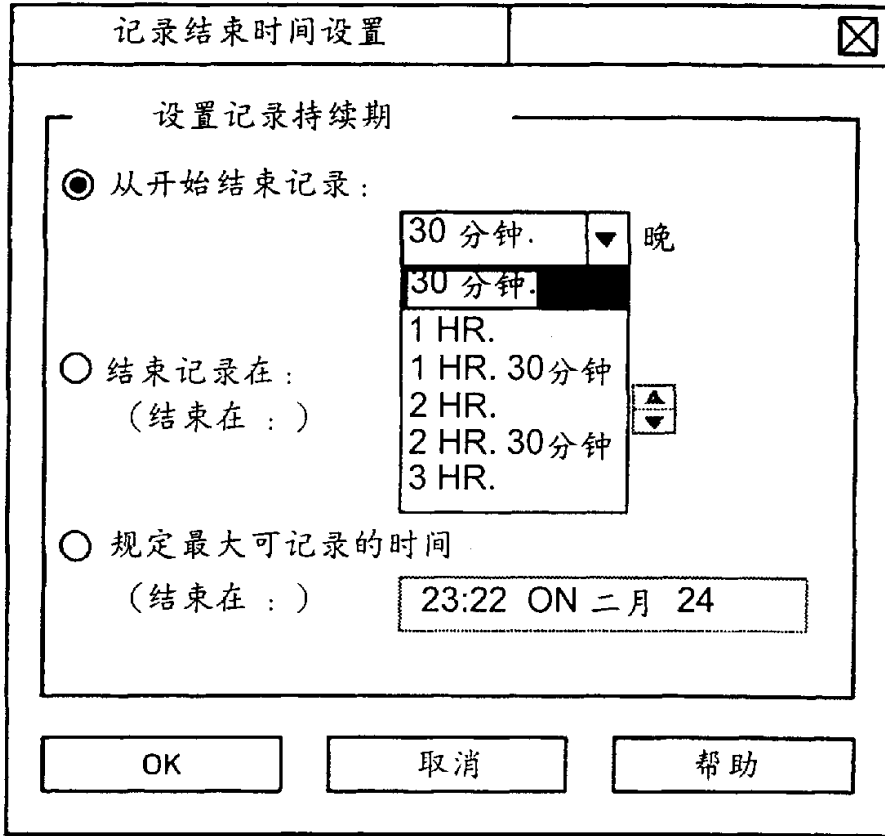 记录结束时间设置
设置记录持续期
从开始结束记录:
30 分钟. 晚
30 分钟.
1 HR.
1 HR. 30分钟
2 HR.
2 HR. 30分钟
3 HR.
结束记录在:
(结束在 : )
规定最大可记录的时间
(结束在 : )
23:22 ON 二月 24
OK 取消 帮助